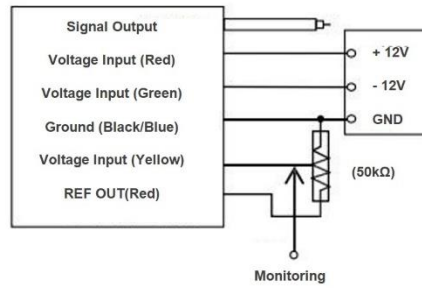 Signal Output
Voltage Input (Red)
Voltage Input (Green)
Ground (Black/Blue)
Voltage Input (Yellow)
REF OUT(Red)
+ 12V
- 12V
GND
(50kΩ)
Monitoring